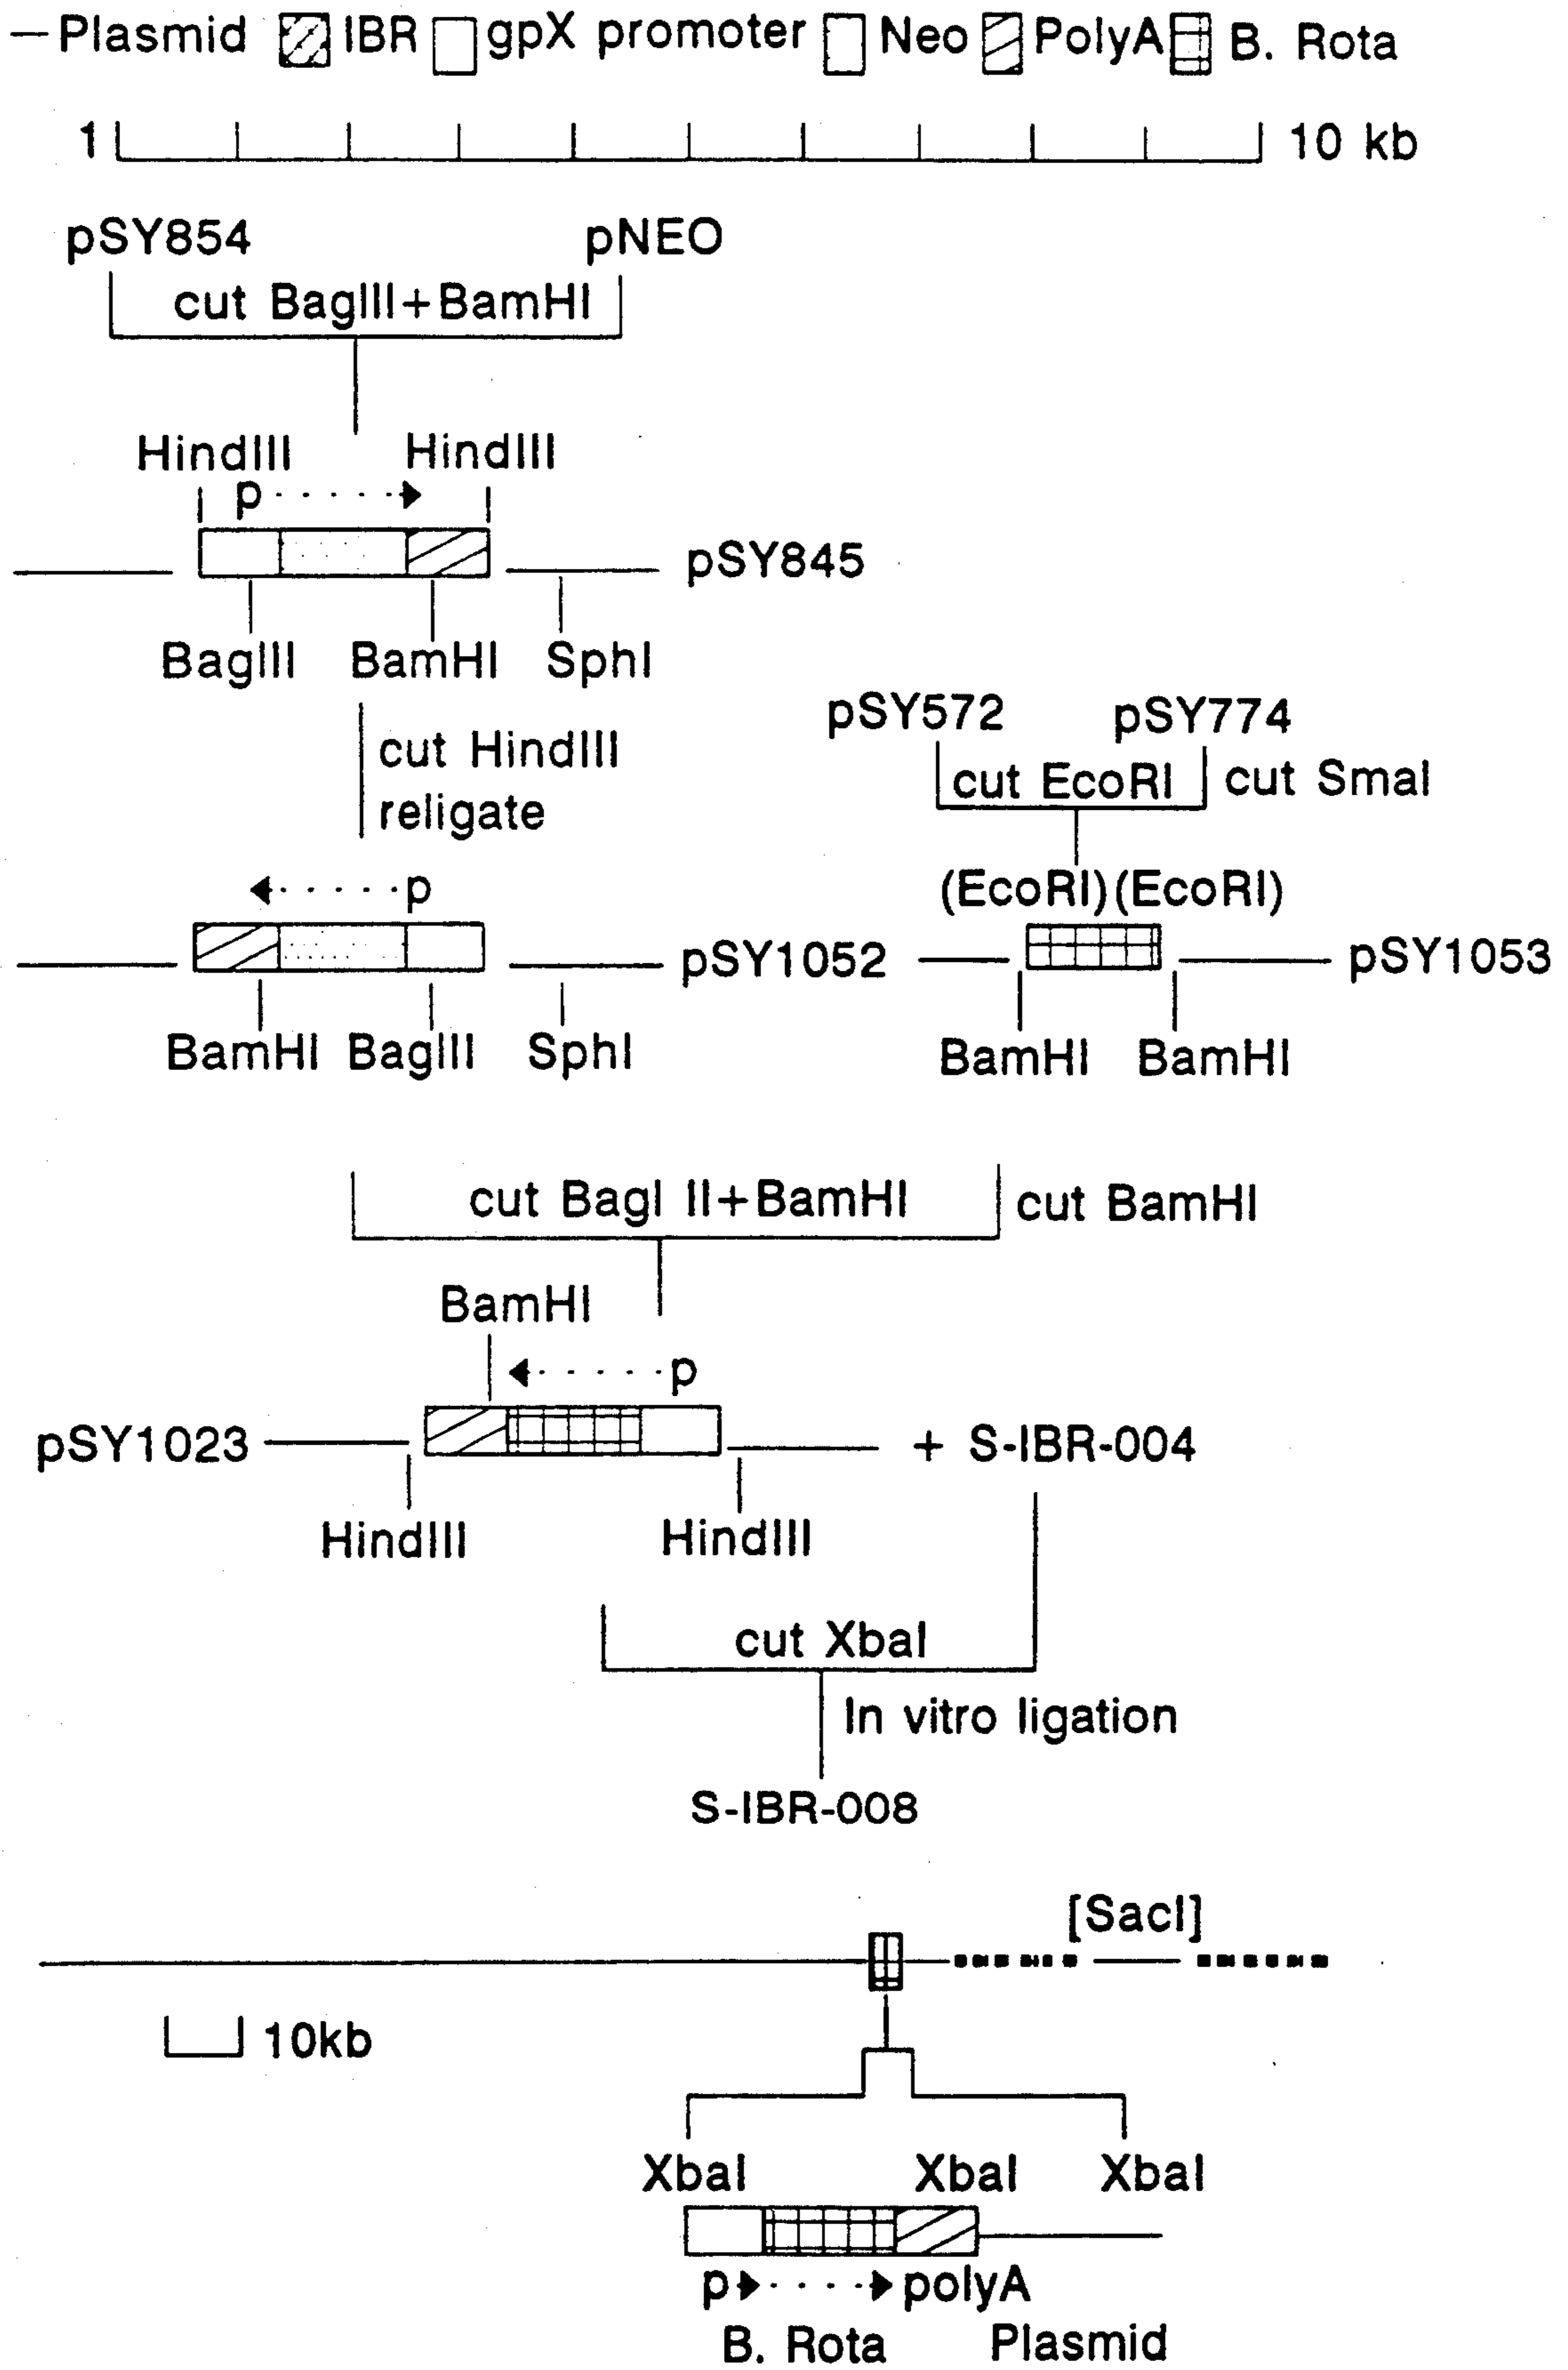 Plasmid IBR gpX promoter Neo PolyA B. Rota
1 10 kb
pSY854 pNEO
cut BagIII+BamHI
HindIII HindIII
p
pSY845
BagIII BamHI SphI
cut HindIII
religate
pSY572 pSY774
cut EcoRI cut SmaI
(EcoRI)(EcoRI)
p
pSY1052 pSY1053
BamHI BagIII SphI BamHI BamHI
cut BagI II+BamHI cut BamHI
BamHI
p
pSY1023 + S-IBR-004
HindIII HindIII
cut XbaI
In vitro ligation
S-IBR-008
[SacI]
10kb
XbaI XbaI XbaI
p polyA
B. Rota Plasmid